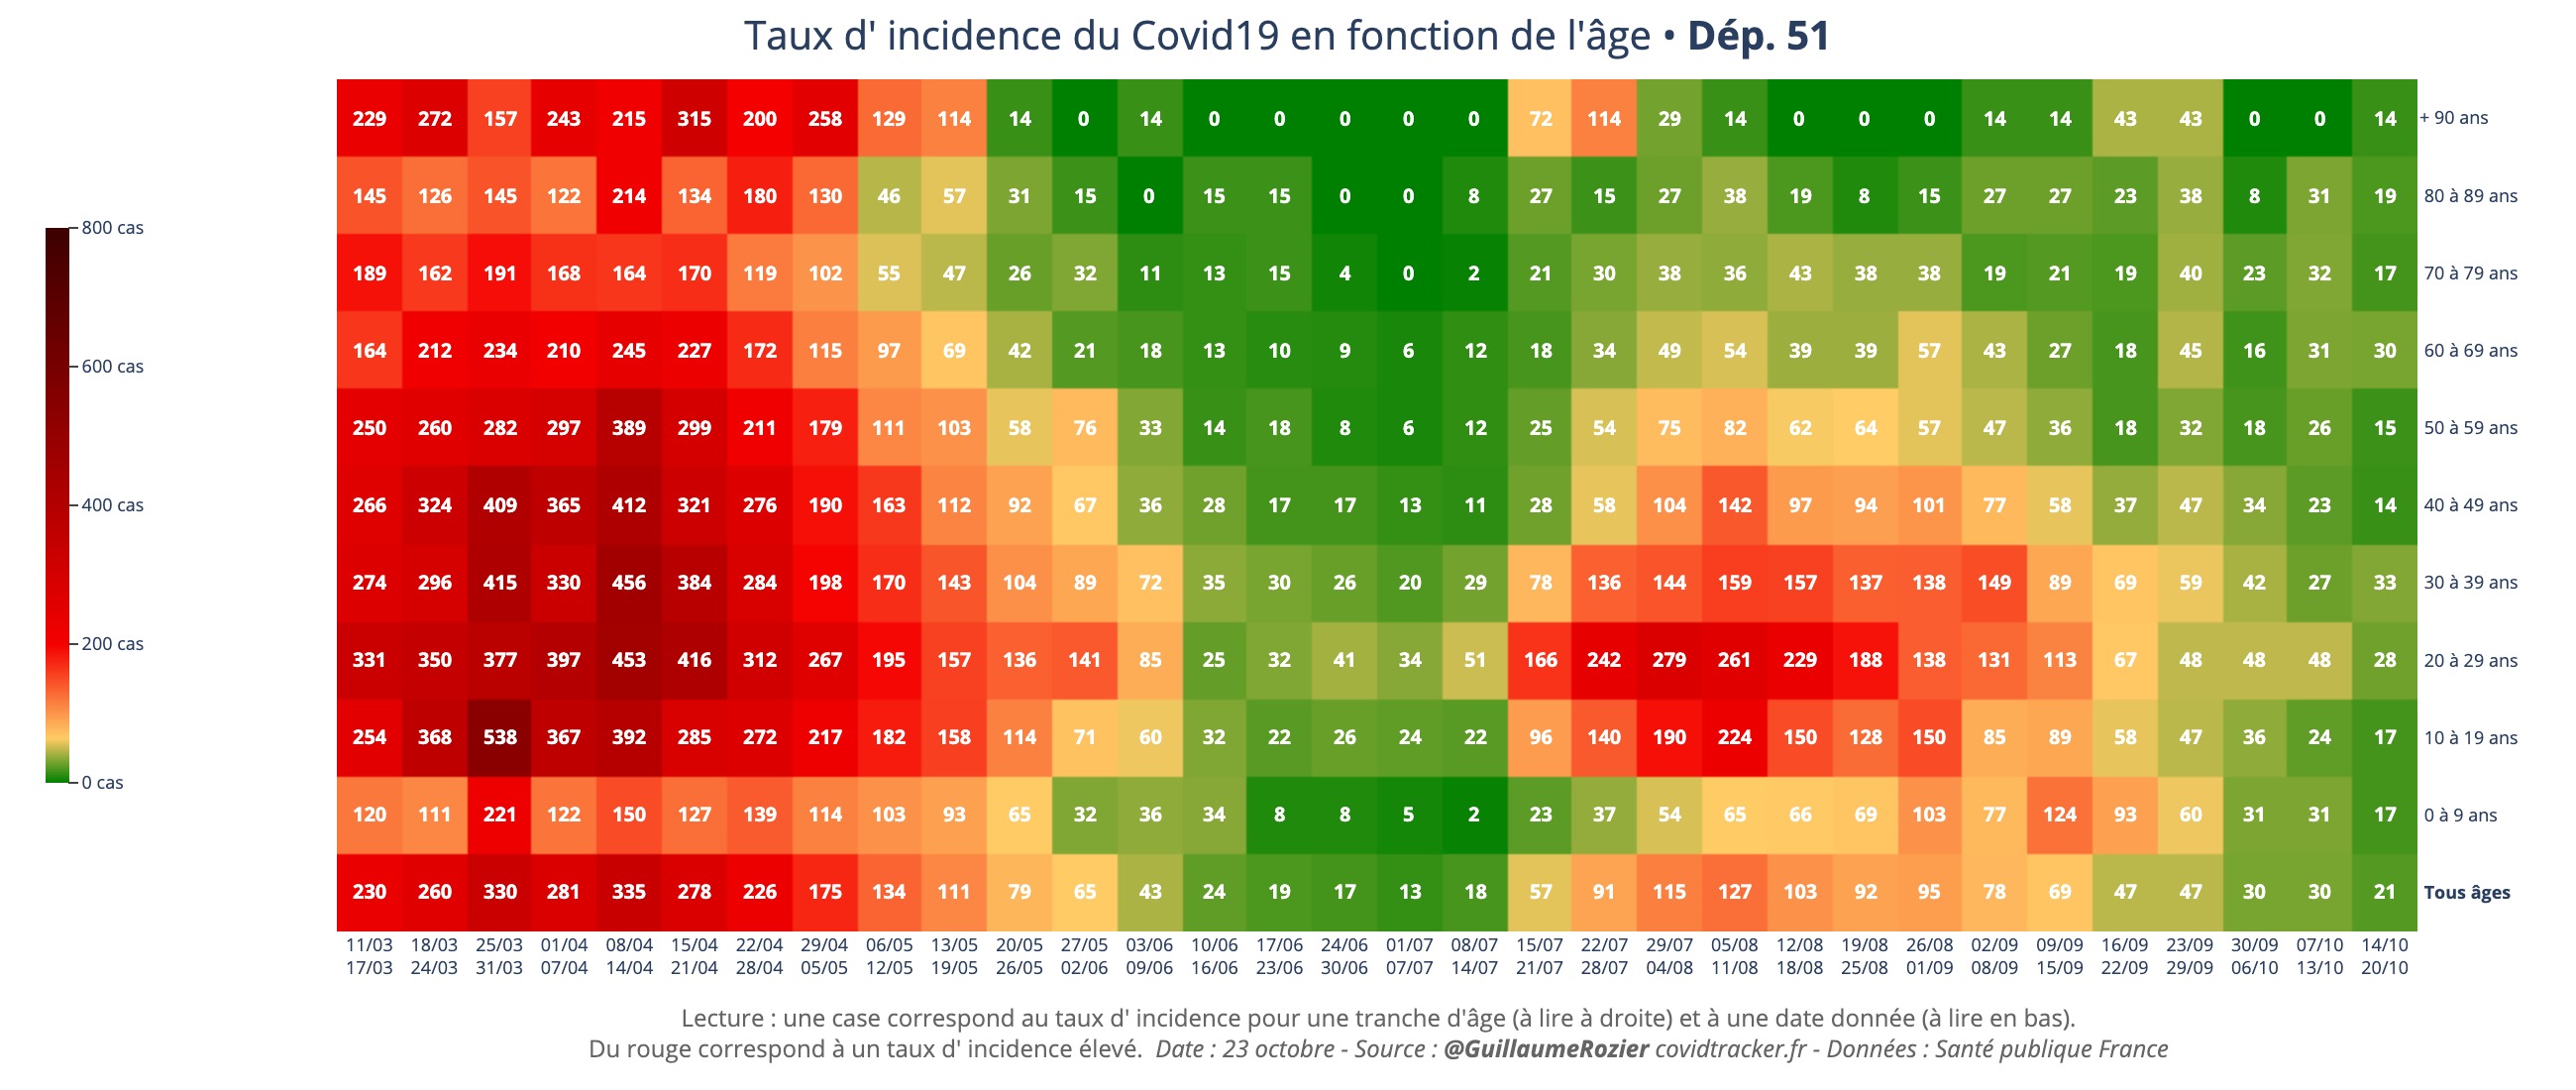 Taux d' incidence du Covid19 en fonction de l'âge • Dép. 51
800 cas
600 cas
400 cas
200 cas
0 cas
229 272 157 243 215 315 200 258 129 114 14 0 14 0 0 0 0 0 72 114 29 14 0 0 0 14 14 43 43 0 0 14 + 90 ans
145 126 145 122 214 134 180 130 46 57 31 15 0 15 15 0 0 8 27 15 27 38 19 8 15 27 27 23 38 8 31 19 80 à 89 ans
189 162 191 168 164 170 119 102 55 47 26 32 11 13 15 4 0 2 21 30 38 36 43 38 38 19 21 19 40 23 32 17 70 à 79 ans
164 212 234 210 245 227 172 115 97 69 42 21 18 13 10 9 6 12 18 34 49 54 39 39 57 43 27 18 45 16 31 30 60 à 69 ans
250 260 282 297 389 299 211 179 111 103 58 76 33 14 18 8 6 12 25 54 75 82 62 64 57 47 36 18 32 18 26 15 50 à 59 ans
266 324 409 365 412 321 276 190 163 112 92 67 36 28 17 17 13 11 28 58 104 142 97 94 101 77 58 37 47 34 23 14 40 à 49 ans
274 296 415 330 456 384 284 198 170 143 104 89 72 35 30 26 20 29 78 136 144 159 157 137 138 149 89 69 59 42 27 33 30 à 39 ans
331 350 377 397 453 416 312 267 195 157 136 141 85 25 32 41 34 51 166 242 279 261 229 188 138 131 113 67 48 48 48 28 20 à 29 ans
254 368 538 367 392 285 272 217 182 158 114 71 60 32 22 26 24 22 96 140 190 224 150 128 150 85 89 58 47 36 24 17 10 à 19 ans
120 111 221 122 150 127 139 114 103 93 65 32 36 34 8 8 5 2 23 37 54 65 66 69 103 77 124 93 60 31 31 17 0 à 9 ans
230 260 330 281 335 278 226 175 134 111 79 65 43 24 19 17 13 18 57 91 115 127 103 92 95 78 69 47 47 30 30 21 Tous âges
11/03 18/03 25/03 01/04 08/04 15/04 22/04 29/04 06/05 13/05 20/05 27/05 03/06 10/06 17/06 24/06 01/07 08/07 15/07 22/07 29/07 05/08 12/08 19/08 26/08 02/09 09/09 16/09 23/09 30/09 07/10 14/10
17/03 24/03 31/03 07/04 14/04 21/04 28/04 05/05 12/05 19/05 26/05 02/06 09/06 16/06 23/06 30/06 07/07 14/07 21/07 28/07 04/08 11/08 18/08 25/08 01/09 08/09 15/09 22/09 29/09 06/10 13/10 20/10
Lecture : une case correspond au taux d' incidence pour une tranche d'âge (à lire à droite) et à une date donnée (à lire en bas).
Du rouge correspond à un taux d' incidence élevé. Date : 23 octobre - Source : @GuillaumeRozier covidtracker.fr - Données : Santé publique France